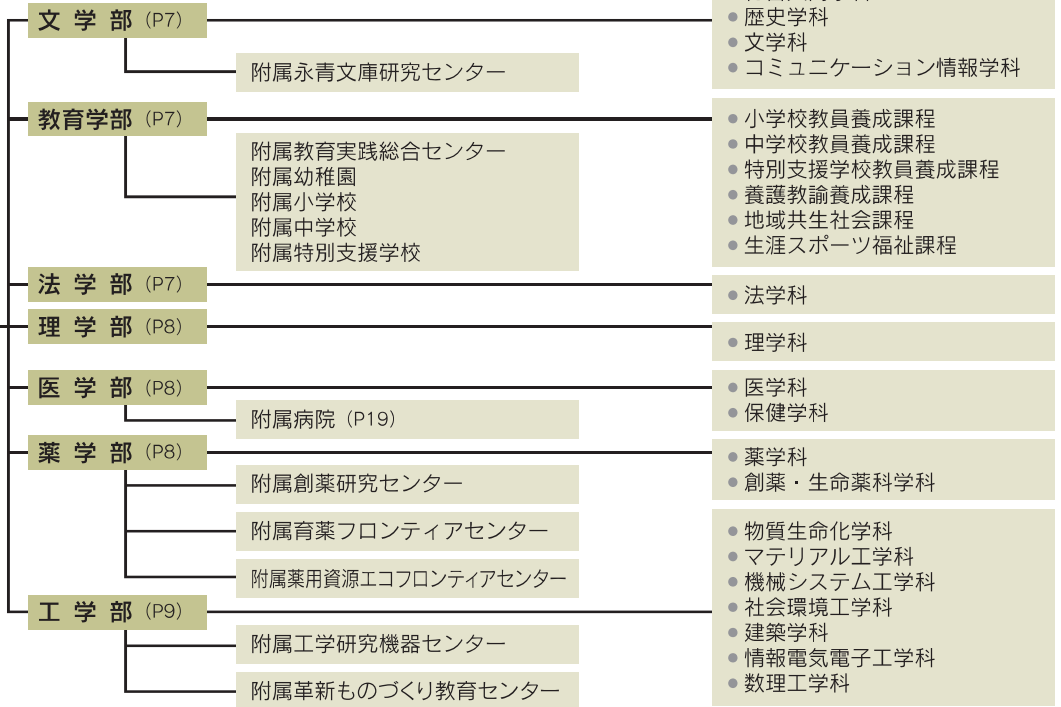 文学部（P7）
歴史学科
文学科
コミュニケーション情報学科
附属永青文庫研究センター
教育学部（P7）
小学校教員養成課程
中学校教員養成課程
特別支援学校教員養成課程
養護教諭養成課程
地域共生社会課程
生涯スポーツ福祉課程
附属教育実践総合センター
附属幼稚園
附属小学校
附属中学校
附属特別支援学校
法学部（P7）
法学科
理学部（P8）
理学科
医学部（P8）
医学科
保健学科
附属病院（P19）
薬学部（P8）
薬学科
創薬・生命薬科学科
附属創薬研究センター
附属育薬フロンティアセンター
附属薬用資源エコフロンティアセンター
工学部（P9）
物質生命化学科
マテリアル工学科
機械システム工学科
社会環境工学科
建築学科
情報電気電子工学科
数理工学科
附属工学研究機器センター
附属革新ものづくり教育センター